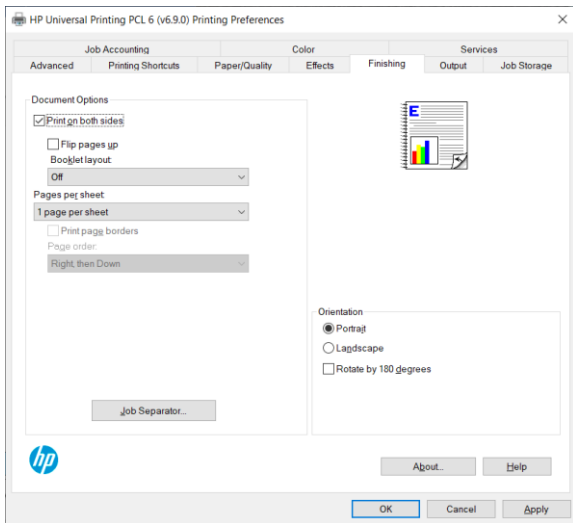 HP Universal Printing PCL 6 (v6.9.0) Printing Preferences
Job Accounting Color Services
Advanced Printing Shortcuts Paper/Quality Effects Finishing Output Job Storage
Document Options
Print on both sides
Flip pages up
Booklet layout:
Off
Pages per sheet:
1 page per sheet
Print page borders
Page order:
Right, then Down
Job Separator...
E
Orientation
Portrait
Landscape
Rotate by 180 degrees
hp
About... Help
OK Cancel Apply